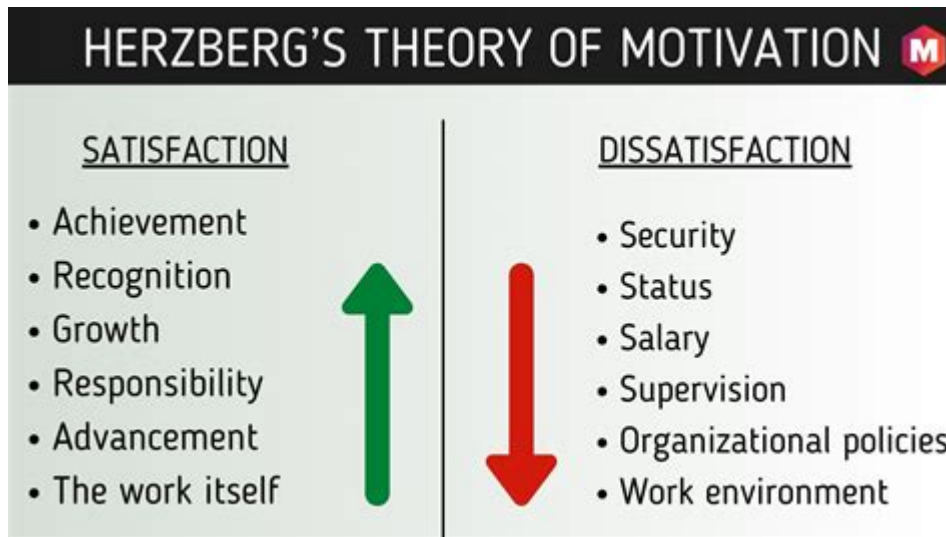 HERZBERG'S THEORY OF MOTIVATION M
SATISFACTION
• Achievement
• Recognition
• Growth
• Responsibility
• Advancement
• The work itself
DISSATISFACTION
• Security
• Status
• Salary
• Supervision
• Organizational policies
• Work environment